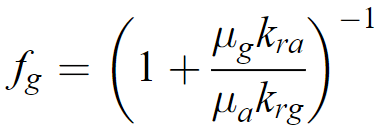 f_g = \left(1 + \frac{\mu_g k_{ra}}{\mu_a k_{rg}}\right)^{-1}